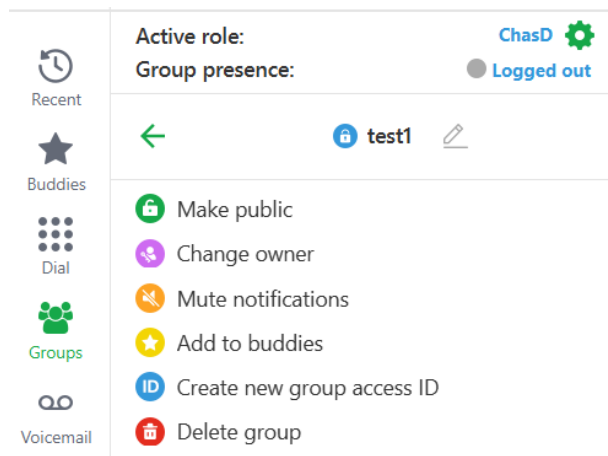 Active role: ChasD
Group presence: Logged out
Recent
Buddies
Dial
Groups
Voicemail
test1
Make public
Change owner
Mute notifications
Add to buddies
ID Create new group access ID
Delete group